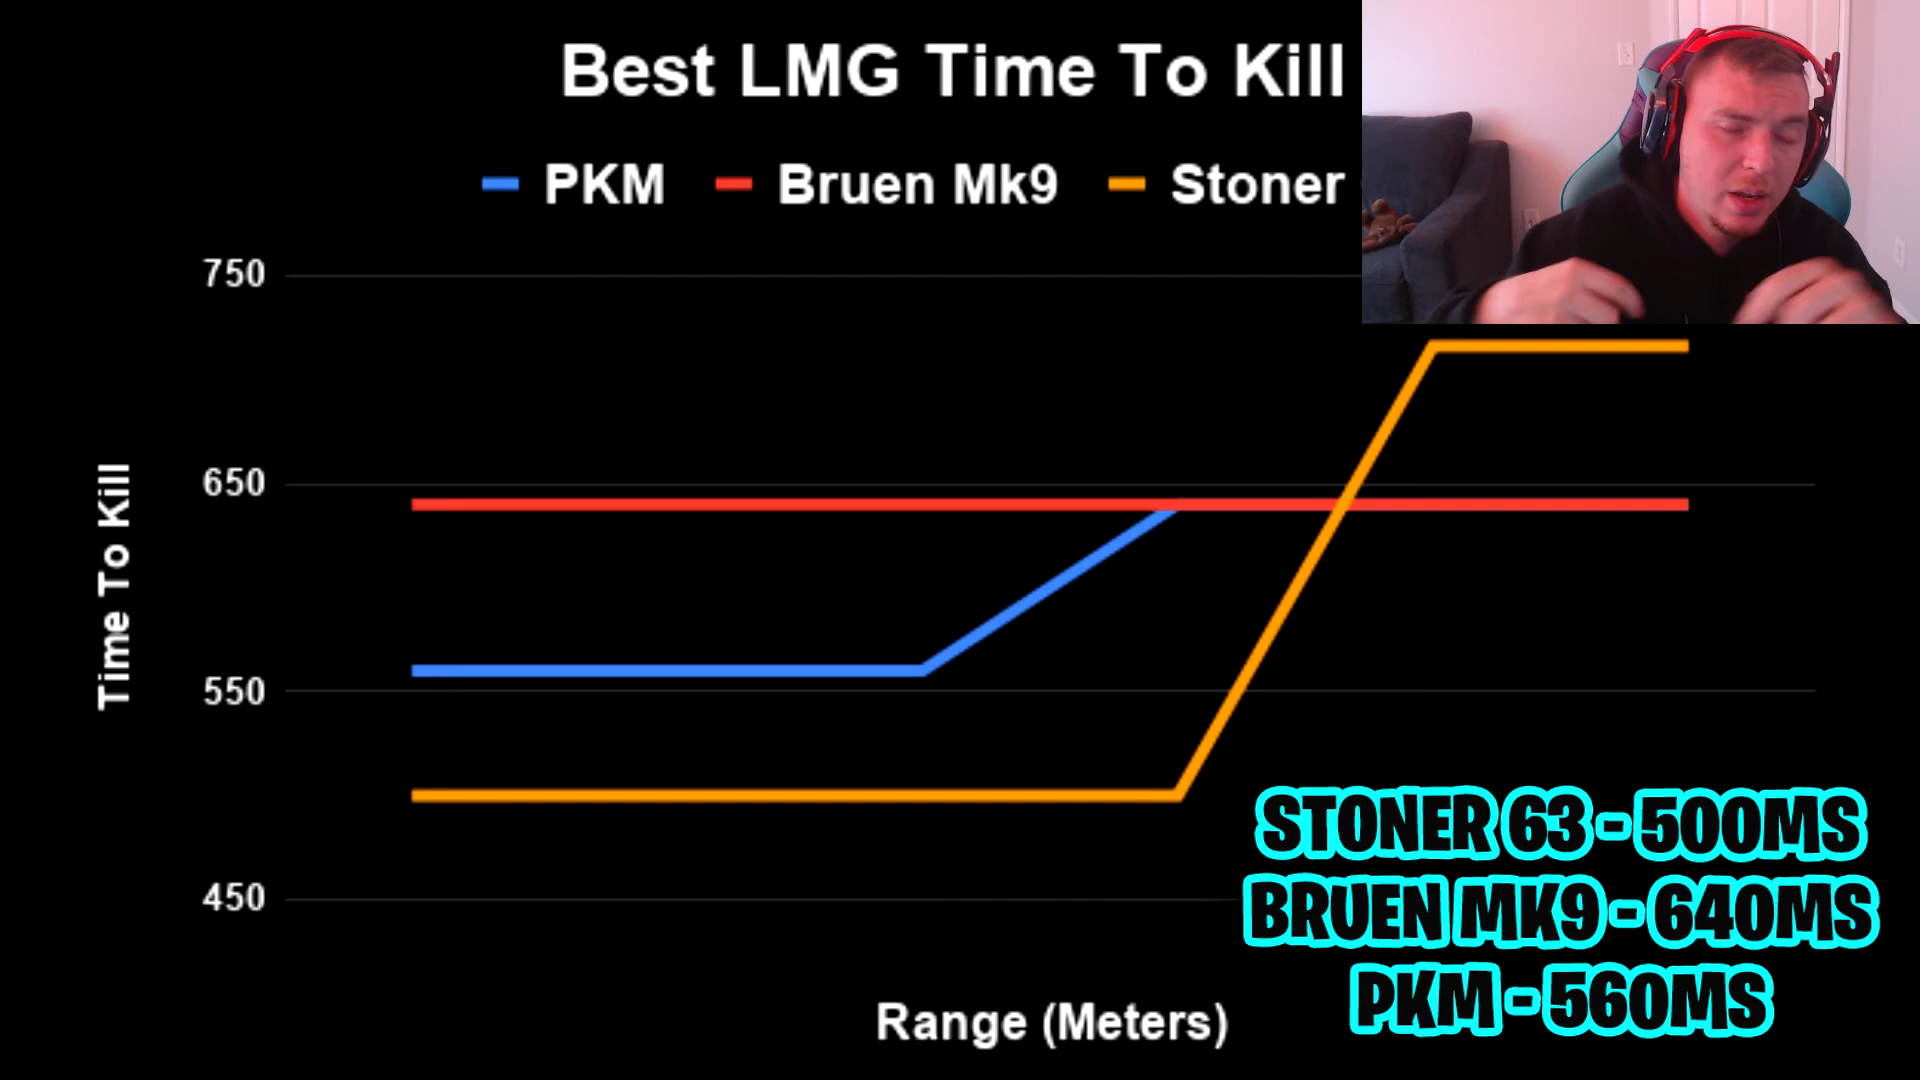 Best LMG Time To Kill
PKM Bruen Mk9 Stoner
750
650
550
450
Time To Kill
Range (Meters)
STONER 63 - 500MS
BRUEN MK9 - 640MS
PKM - 560MS